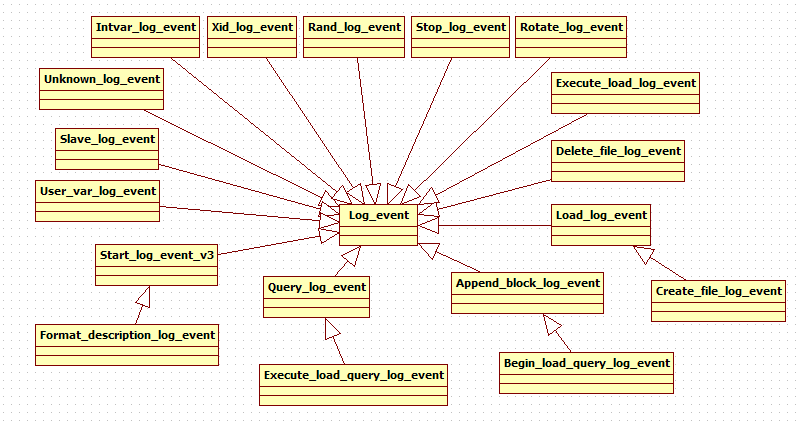 Intvar_log_event
Xid_log_event
Rand_log_event
Stop_log_event
Rotate_log_event
Unknown_log_event
Execute_load_log_event
Slave_log_event
Delete_file_log_event
User_var_log_event
Log_event
Load_log_event
Start_log_event_v3
Query_log_event
Append_block_log_event
Create_file_log_event
Format_description_log_event
Begin_load_query_log_event
Execute_load_query_log_event